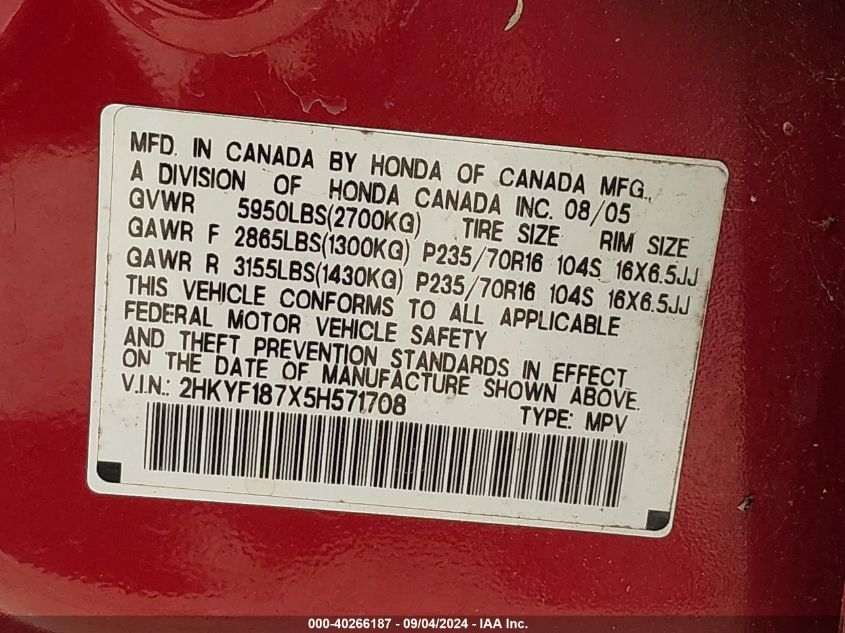 MFD. IN CANADA BY HONDA OF CANADA MFG.,
A DIVISION OF HONDA CANADA INC. 08/05
GVWR 5950LBS(2700KG) TIRE SIZE RIM SIZE
GAWR F 2865LBS(1300KG) P235/70R16 104S 16X6.5JJ
GAWR R 3155LBS(1430KG) P235/70R16 104S 16X6.5JJ
THIS VEHICLE CONFORMS TO ALL APPLICABLE
FEDERAL MOTOR VEHICLE SAFETY
AND THEFT PREVENTION STANDARDS IN EFFECT
ON THE DATE OF MANUFACTURE SHOWN ABOVE.
V.I.N.: 2HKYF187X5H571708 TYPE: MPV
000-40266187 - 09/04/2024 - IAA Inc.